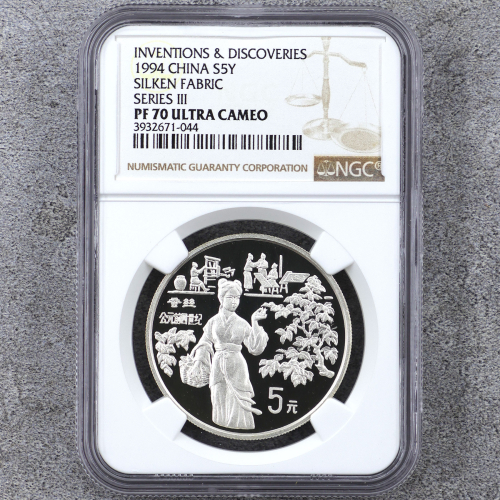 INVENTIONS & DISCOVERIES
1994 CHINA S5Y
SILKEN FABRIC
SERIES III
PF 70 ULTRA CAMEO
3932671-044
NUMISMATIC GUARANTY CORPORATION
NGC
蚕丝
5元